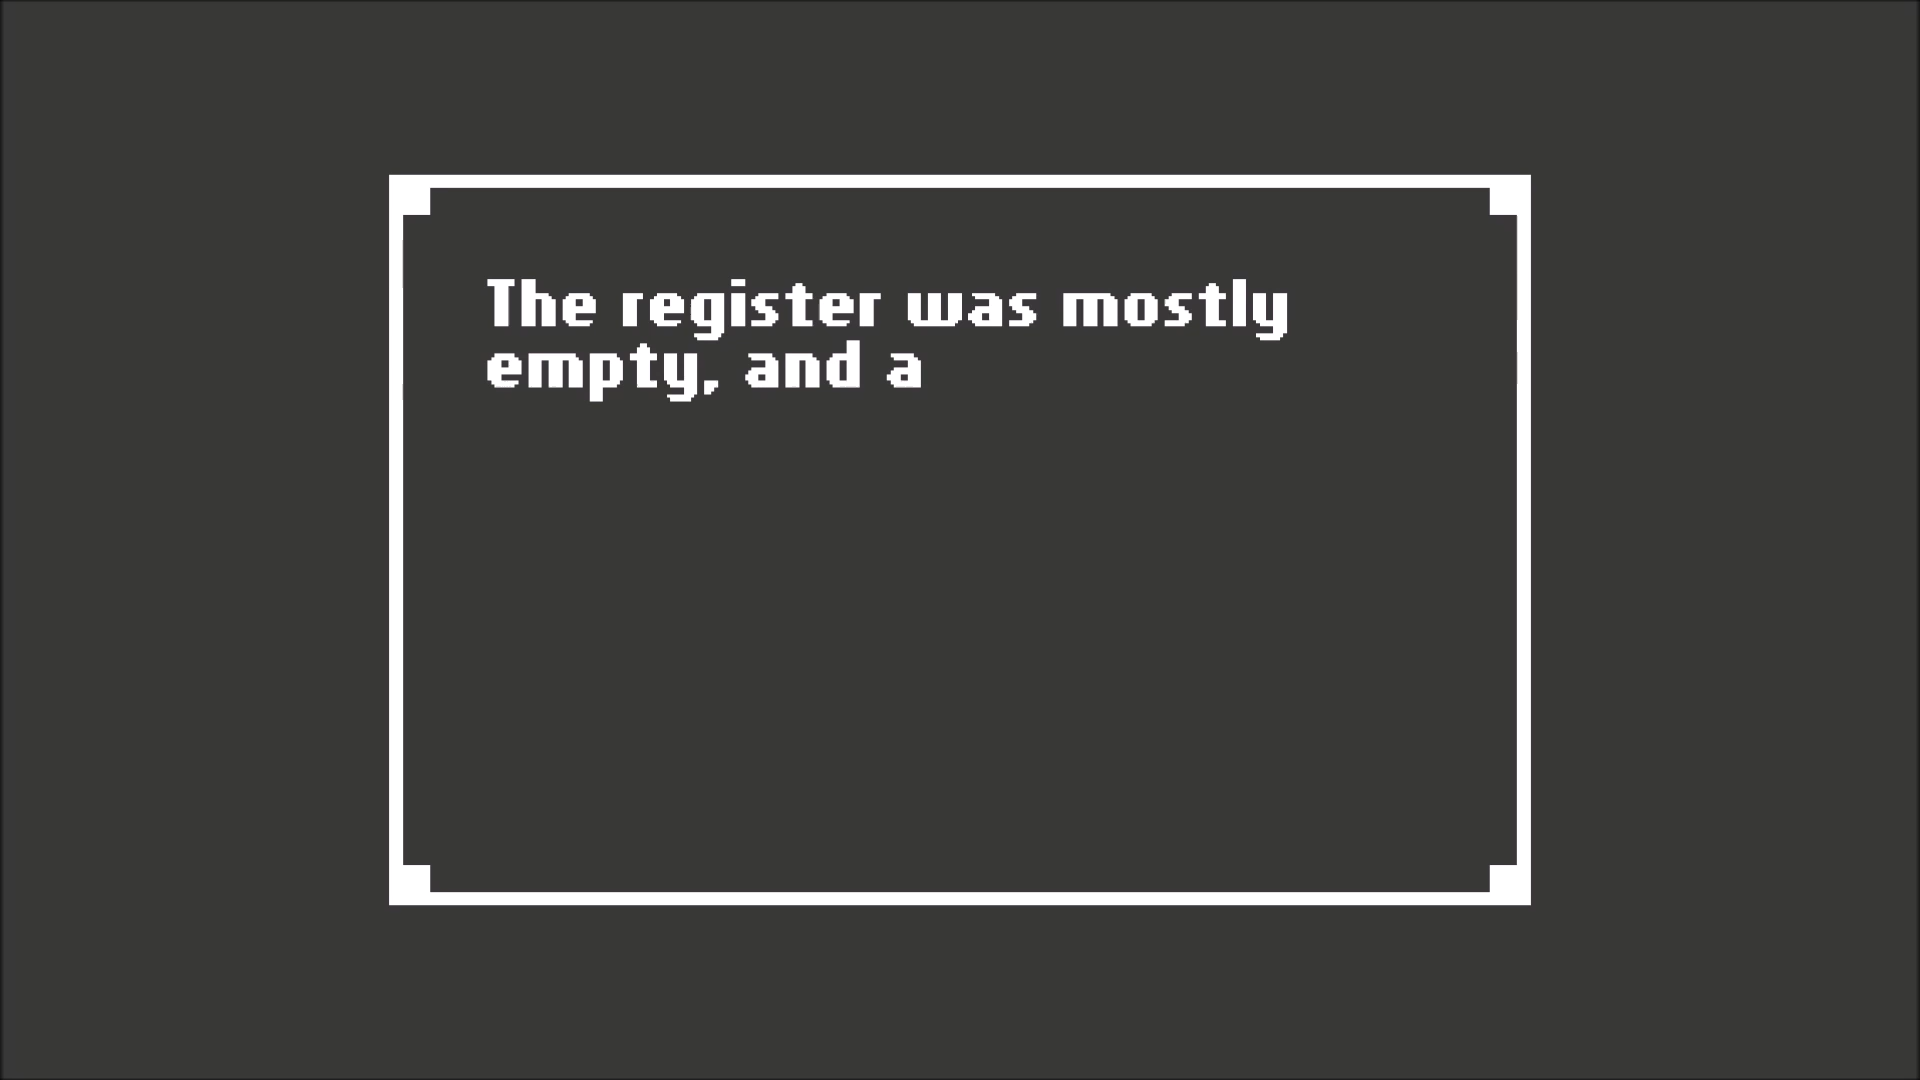 The register was mostly
empty, and a